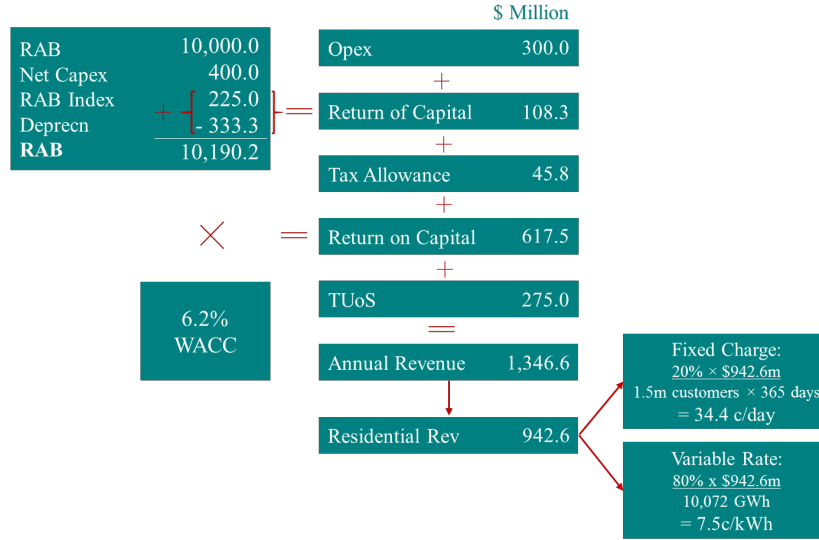 $ Million
RAB 10,000.0
Net Capex 400.0
RAB Index + 225.0
Deprecn - 333.3
RAB 10,190.2
=
Opex 300.0
+
Return of Capital 108.3
+
Tax Allowance 45.8
+
× = Return on Capital 617.5
+
6.2%
WACC
TUoS 275.0
=
Annual Revenue 1,346.6
Residential Rev 942.6
Fixed Charge:
20% × $942.6m
1.5m customers × 365 days
= 34.4 c/day
Variable Rate:
80% x $942.6m
10,072 GWh
= 7.5c/kWh